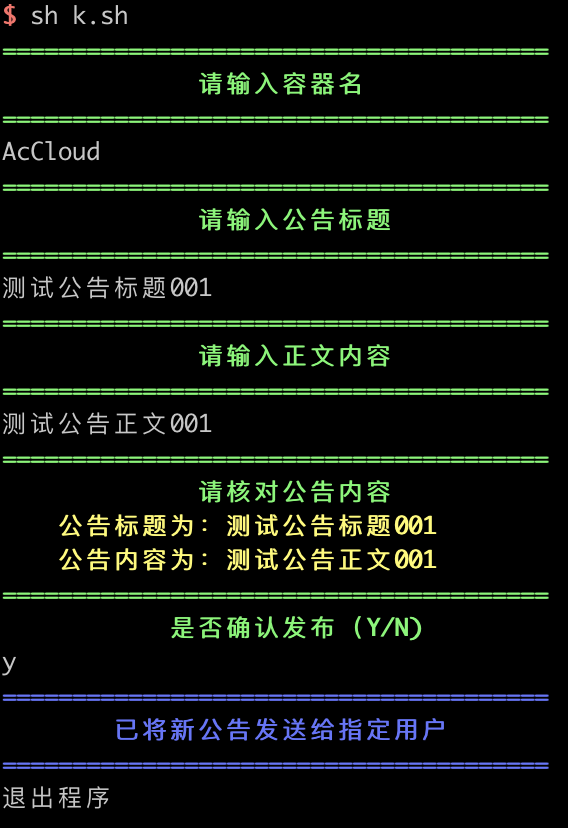 $ sh k.sh
=======================================
请输入容器名
=======================================
AcCloud
=======================================
请输入公告标题
=======================================
测试公告标题001
=======================================
请输入正文内容
=======================================
测试公告正文001
=======================================
请核对公告内容
公告标题为：测试公告标题001
公告内容为：测试公告正文001
=======================================
是否确认发布（Y/N）
y
=======================================
已将新公告发送给指定用户
=======================================
退出程序